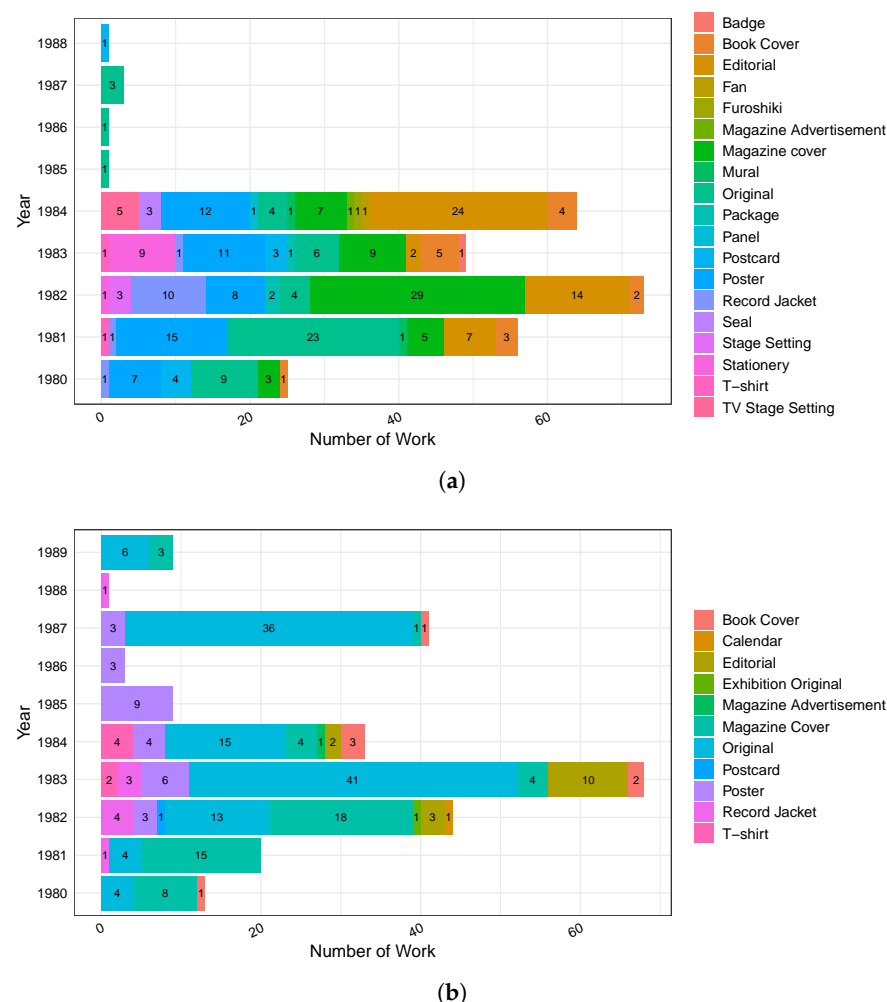 1988
1
1987
3
1986
1
1985
1
1984
5 3 12 1 4 1 7 1 1 1 24 4
1983
1 9 1 11 3 1 6 9 2 5 1
1982
1 3 10 8 2 4 29 14 2
1981
1 1 15 23 1 5 7 3
1980
1 7 4 9 3 1
0 20 40 60
Year
Number of Work
Badge
Book Cover
Editorial
Fan
Furoshiki
Magazine Advertisement
Magazine cover
Mural
Original
Package
Panel
Postcard
Poster
Record Jacket
Seal
Stage Setting
Stationery
T−shirt
TV Stage Setting
(a)
1989
6 3
1988
1
1987
3 36 1 1
1986
3
1985
9
1984
4 4 15 4 1 2 3
1983
2 3 6 41 4 10 2
1982
4 3 1 13 18 1 3 1
1981
1 4 15
1980
4 8 1
0 20 40 60
Year
Number of Work
Book Cover
Calendar
Editorial
Exhibition Original
Magazine Advertisement
Magazine Cover
Original
Postcard
Poster
Record Jacket
T−shirt
(b)